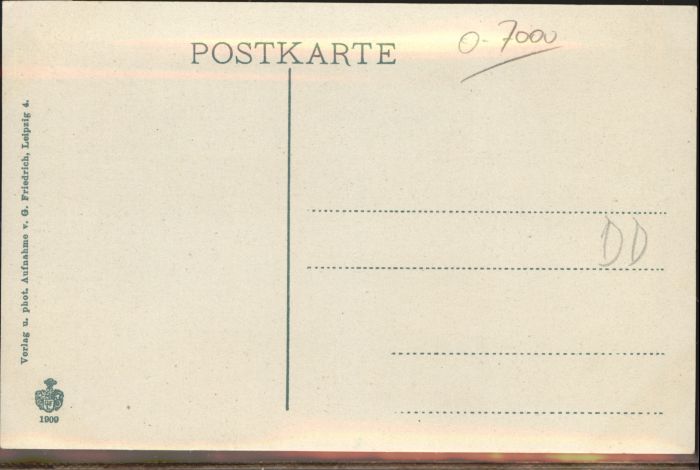 POSTKARTE
O-7000
DD
Verlag u. phot. Aufnahme v. G. Friedrich, Leipzig 4.
1909